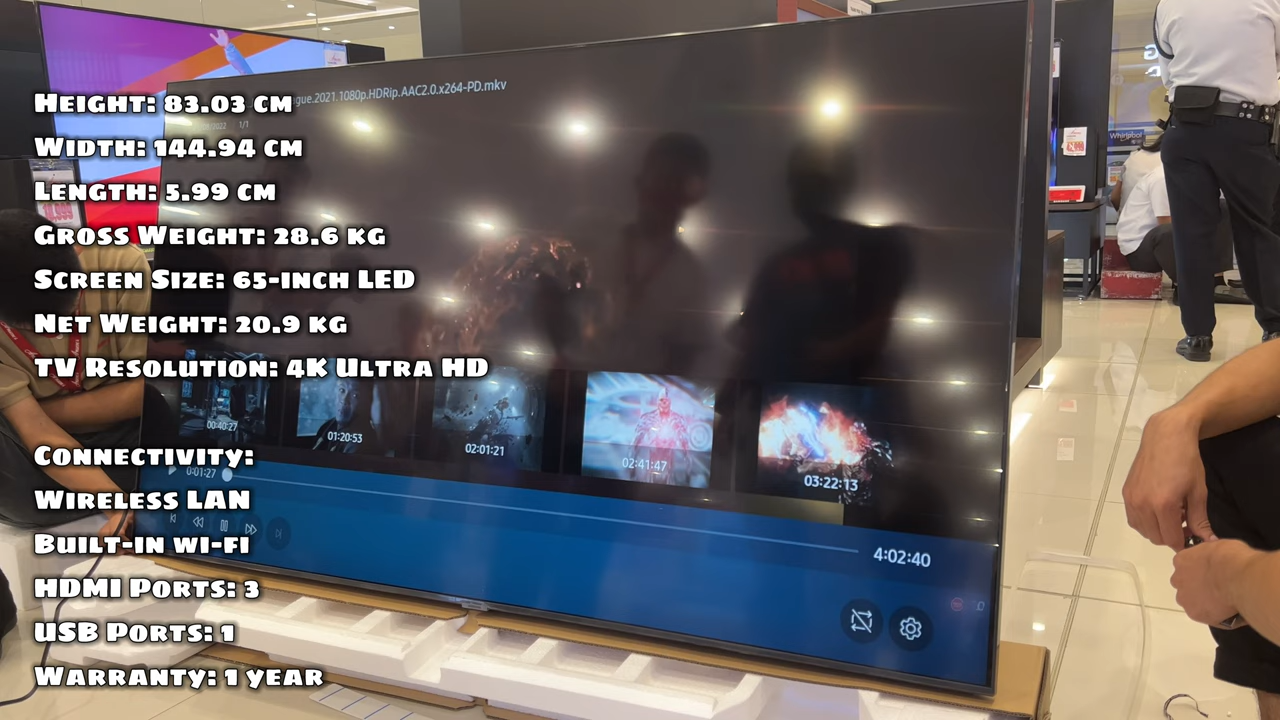 gue.2021.1080p.HDRip.AAC2.0.x264-PD.mkv
1/1
Height: 83.03 cm
Width: 144.94 cm
Length: 5.99 cm
Gross Weight: 28.6 kg
Screen Size: 65-inch LED
Net Weight: 20.9 kg
TV Resolution: 4K Ultra HD
Connectivity:
Wireless LAN
Built-in wi-fi
HDMI Ports: 3
USB Ports: 1
Warranty: 1 year
00:40:27
01:20:53
02:01:21
02:41:47
03:22:13
0:01:27
4:02:40
Whirlpool